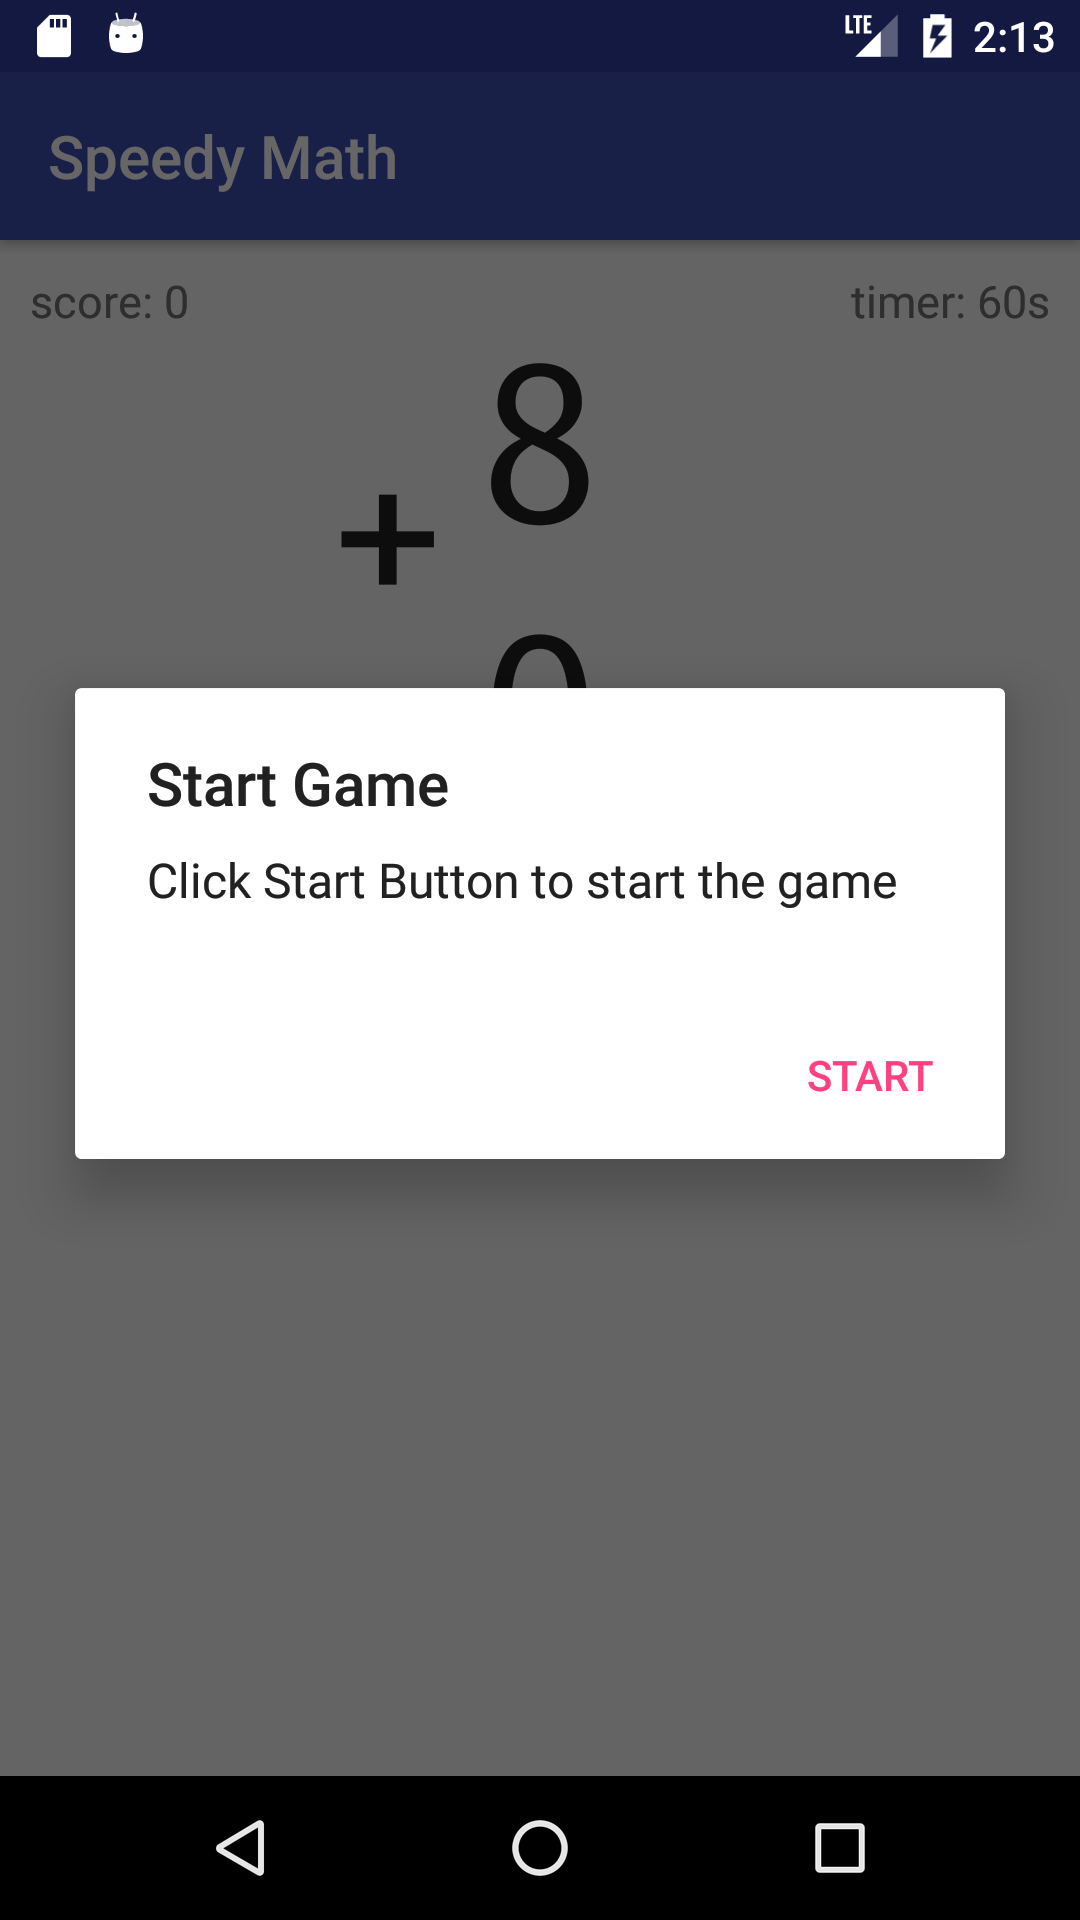 LTE 2:13
Speedy Math
score: 0 timer: 60s
8
+
Start Game
Click Start Button to start the game
START